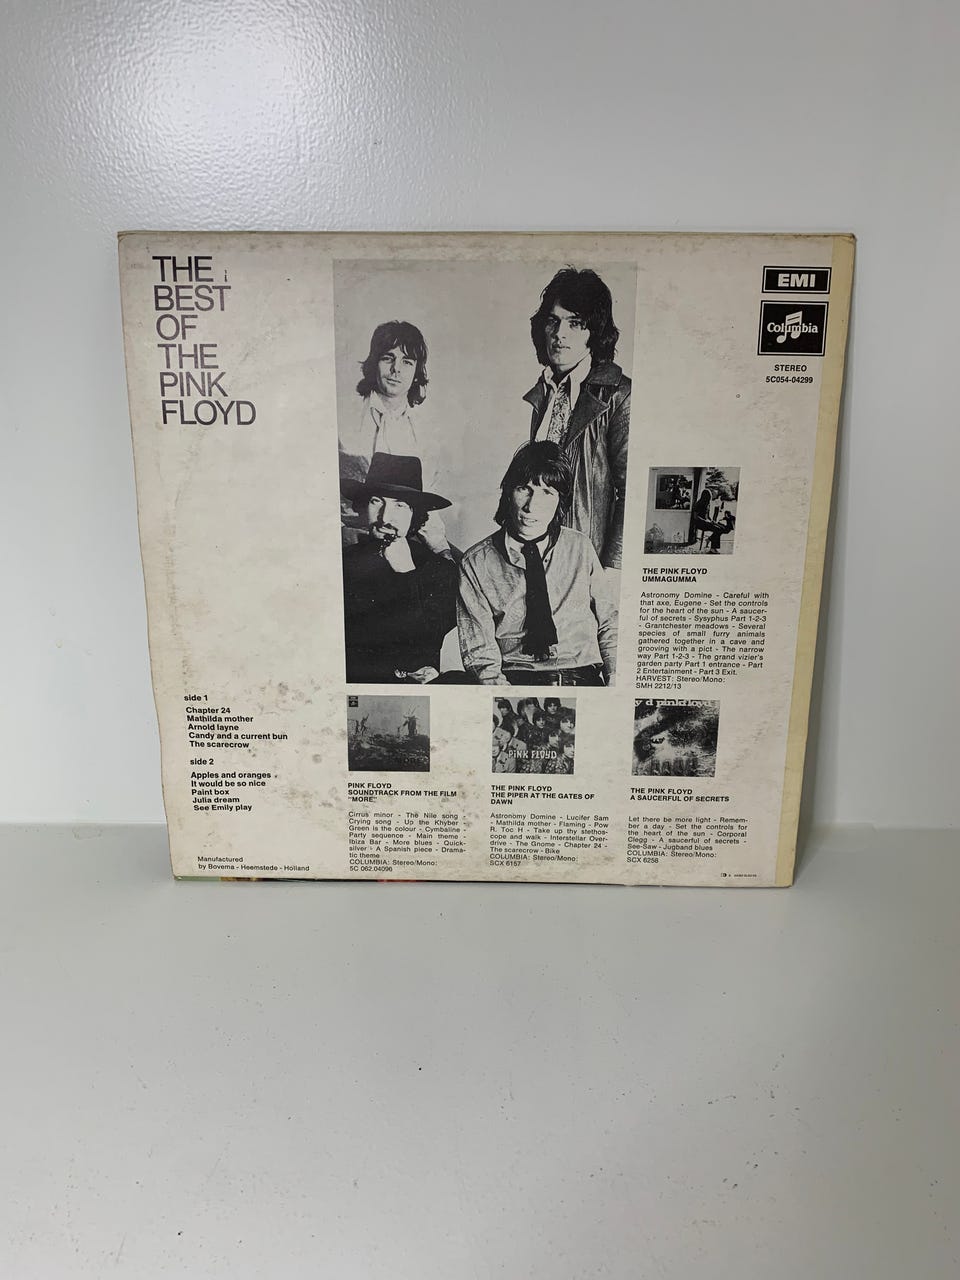 THE
BEST
OF
THE
PINK
FLOYD
EMI
Columbia
STEREO
5C054-04299
THE PINK FLOYD
UMMAGUMMA
Astronomy Domine - Careful with
that axe, Eugene - Set the controls
for the heart of the sun - A saucer-
ful of secrets - Sysyphus Part 1-2-3
- Grantchester meadows - Several
species of small furry animals
gathered together in a cave and
grooving with a pict - The narrow
way Part 1-2-3 - The grand vizier's
garden party Part 1 entrance - Part
2 Entertainment - Part 3 Exit.
HARVEST: Stereo/Mono:
SMH 2212/13
side 1
Chapter 24
Mathilda mother
Arnold layne
Candy and a current bun
The scarecrow
side 2
Apples and oranges
It would be so nice
Paint box
Julia dream
See Emily play
Manufactured
by Bovema - Heemstede - Holland
MORE
PINK FLOYD
SOUNDTRACK FROM THE FILM
"MORE"
Cirrus minor - The Nile song -
Crying song - Up the Khyber -
Green is the colour - Cymbaline -
Party sequence - Main theme -
Ibiza Bar - More blues - Quick-
silver - A Spanish piece - Drama-
tic theme
COLUMBIA: Stereo/Mono:
5C 062.04096
PINK FLOYD
THE PINK FLOYD
THE PIPER AT THE GATES OF
DAWN
Astronomy Domine - Lucifer Sam
- Mathilda mother - Flaming - Pow
R. Toc H - Take up thy stethos-
cope and walk - Interstellar Over-
drive - The Gnome - Chapter 24 -
The scarecrow - Bike
COLUMBIA: Stereo/Mono:
SCX 6157
y d pinkfloyd
THE PINK FLOYD
A SAUCERFUL OF SECRETS
Let there be more light - Remem-
ber a day - Set the controls for
the heart of the sun - Corporal
Clegg - A saucerful of secrets -
See-Saw - Jugband blues
COLUMBIA: Stereo/Mono:
SCX 6258